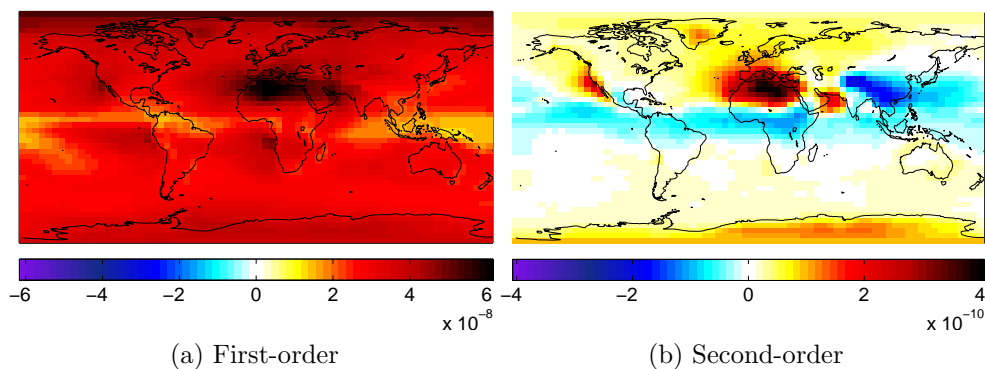 −6 −4 −2 0 2 4 6
x 10⁻⁸
(a) First-order
−4 −2 0 2 4
x 10⁻¹⁰
(b) Second-order